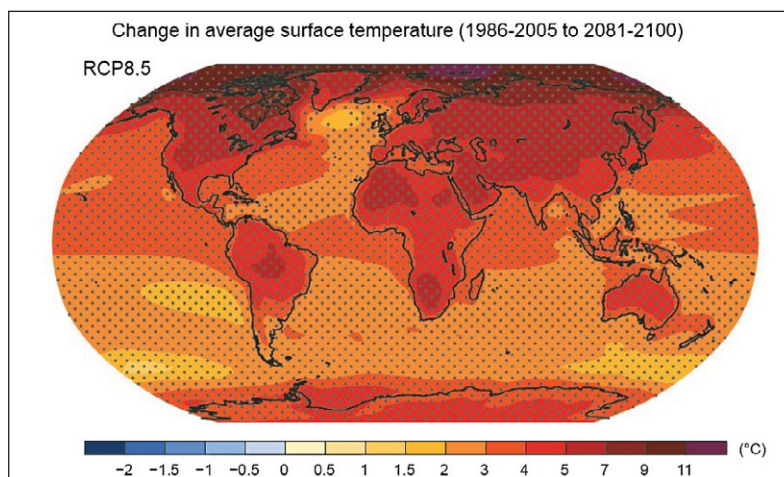 Change in average surface temperature (1986-2005 to 2081-2100)
RCP8.5
(°C)
−2 −1.5 −1 −0.5 0 0.5 1 1.5 2 3 4 5 7 9 11